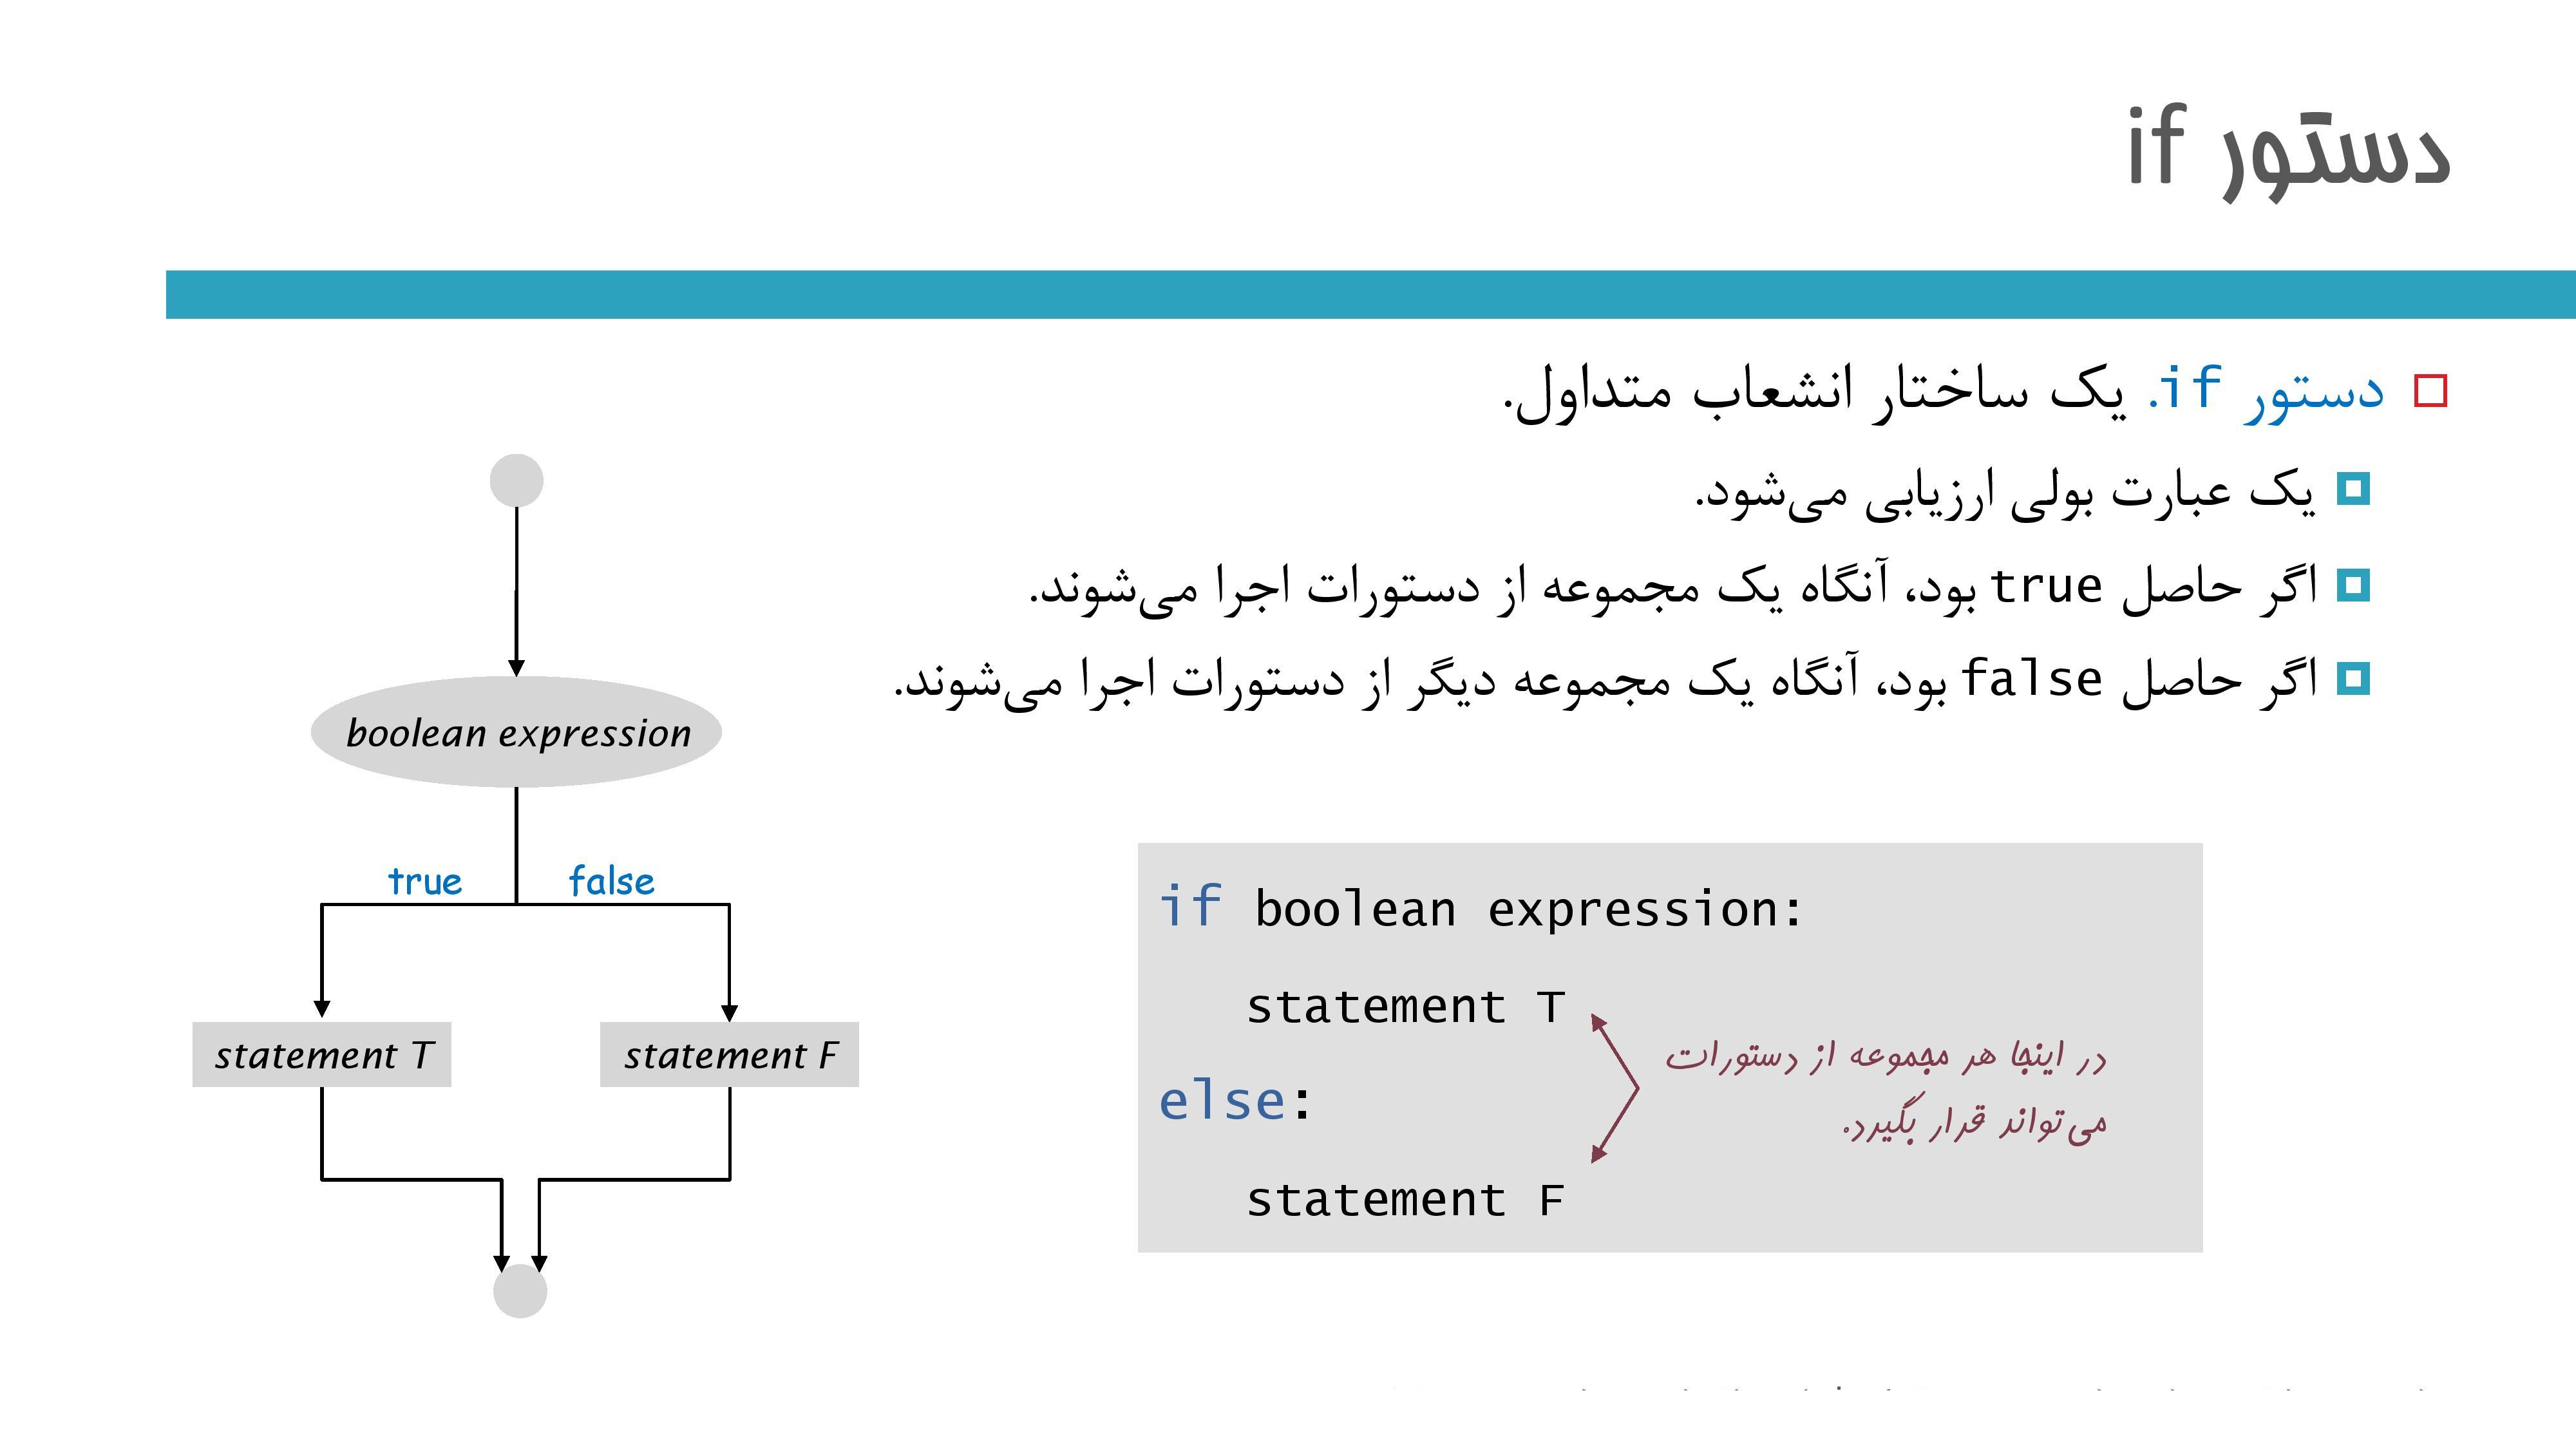 دستور if
دستور if. یک ساختار انشعاب متداول.
یک عبارت بولی ارزیابی می‌شود.
اگر حاصل true بود، آنگاه یک مجموعه از دستورات اجرا می‌شوند.
اگر حاصل false بود، آنگاه یک مجموعه دیگر از دستورات اجرا می‌شوند.
boolean expression
true
false
statement T
statement F
if boolean expression:
statement T
else:
statement F
در اینجا هر مجموعه از دستورات
می‌تواند قرار بگیرد.